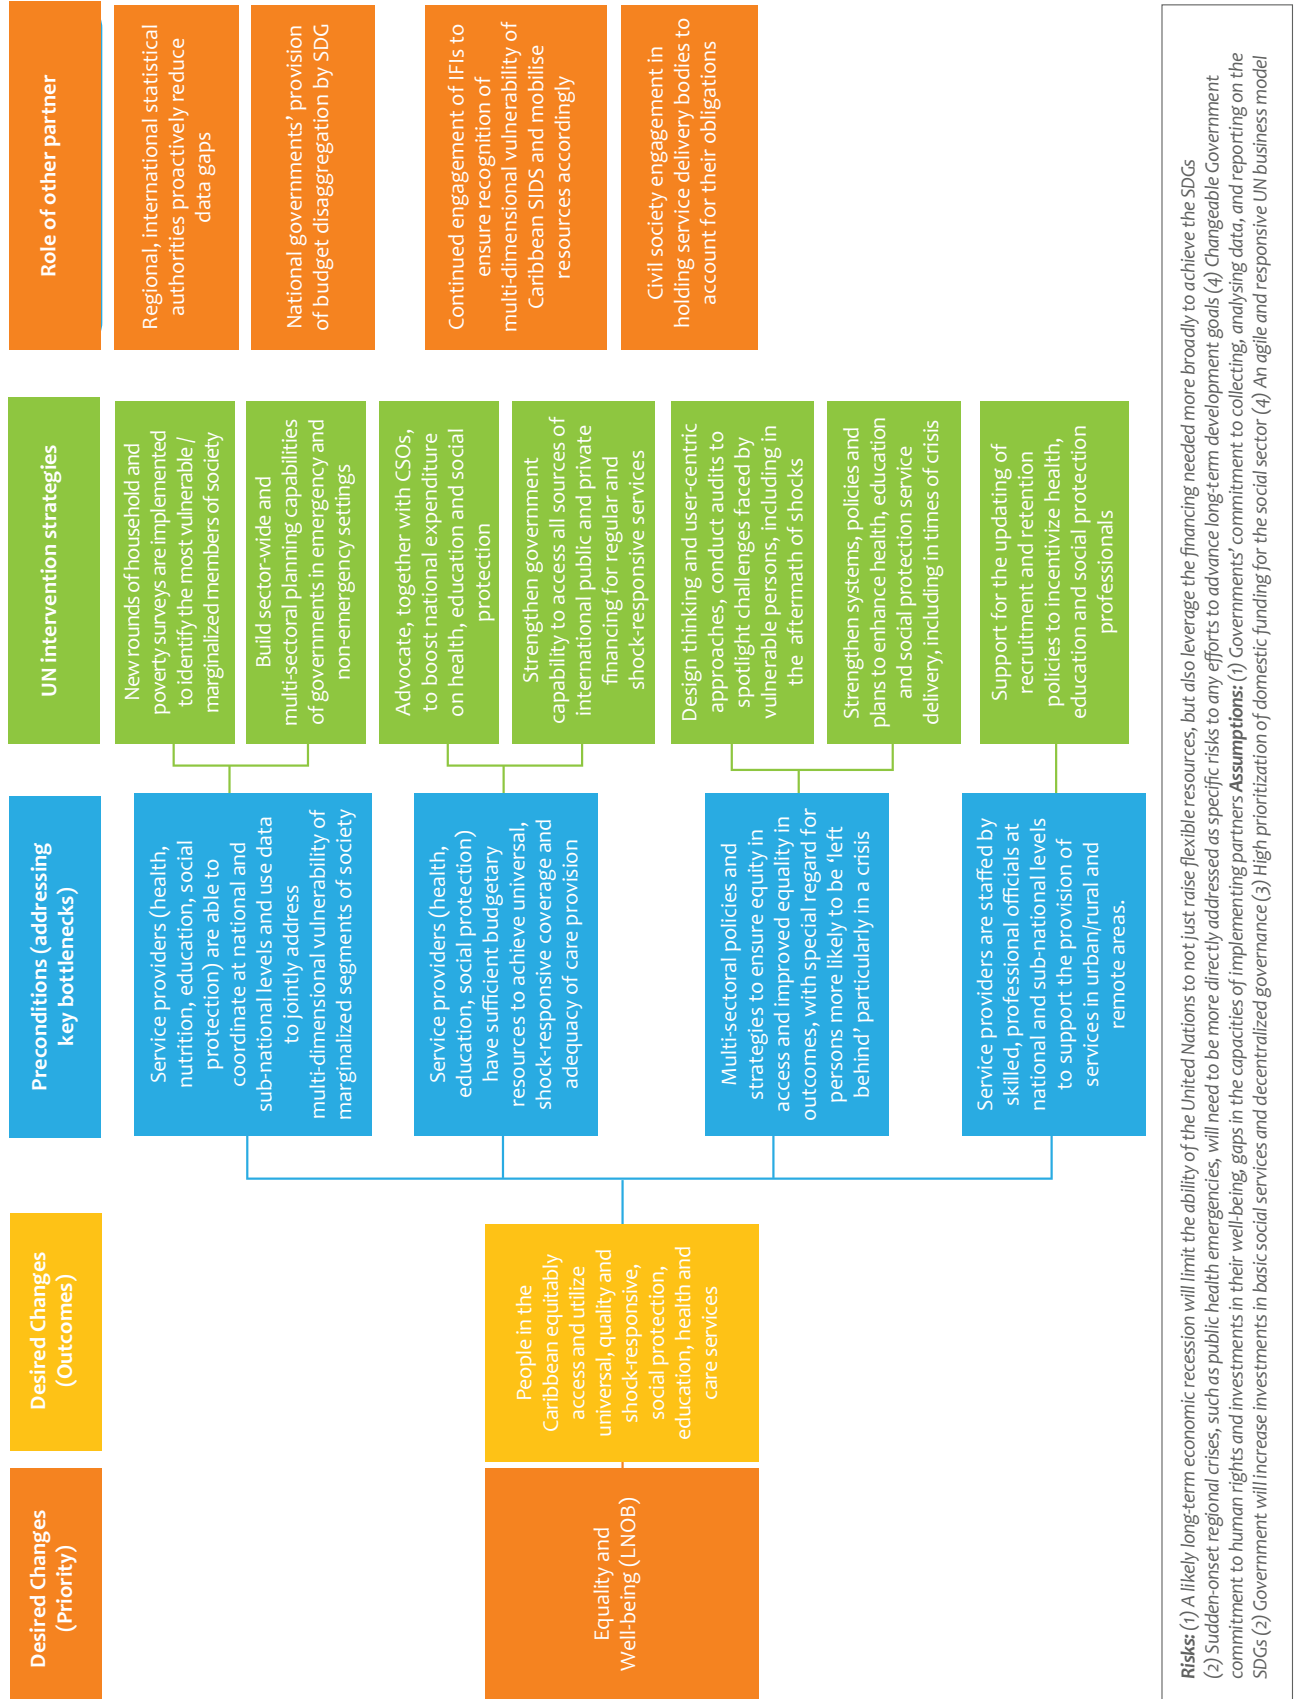 Desired Changes
(Priority)
Desired Changes
(Outcomes)
Preconditions (addressing
key bottlenecks)
UN intervention strategies
Role of other partner
Equality and
Well-being (LNOB)
People in the
Caribbean equitably
access and utilize
universal, quality and
shock-responsive,
social protection,
education, health and
care services
Service providers (health,
nutrition, education, social
protection) are able to
coordinate at national and
sub-national levels and use data
to jointly address
multi-dimensional vulnerability of
marginalized segments of society
Service providers (health,
education, social protection)
have sufficient budgetary
resources to achieve universal,
shock-responsive coverage and
adequacy of care provision
Multi-sectoral policies and
strategies to ensure equity in
access and improved equality in
outcomes, with special regard for
persons more likely to be ‘left
behind’ particularly in a crisis
Service providers are staffed by
skilled, professional officials at
national and sub-national levels
to support the provision of
services in urban/rural and
remote areas.
New rounds of household and
poverty surveys are implemented
to identify the most vulnerable /
marginalized members of society
Build sector-wide and
multi-sectoral planning capabilities
of governments in emergency and
non-emergency settings
Advocate, together with CSOs,
to boost national expenditure
on health, education and social
protection
Strengthen government
capability to access all sources of
international public and private
financing for regular and
shock-responsive services
Design thinking and user-centric
approaches, conduct audits to
spotlight challenges faced by
vulnerable persons, including in
the aftermath of shocks
Strengthen systems, policies and
plans to enhance health, education
and social protection service
delivery, including in times of crisis
Support for the updating of
recruitment and retention
policies to incentivize health,
education and social protection
professionals
Regional, international statistical
authorities proactively reduce
data gaps
National governments’ provision
of budget disaggregation by SDG
Continued engagement of IFIs to
ensure recognition of
multi-dimensional vulnerability of
Caribbean SIDS and mobilise
resources accordingly
Civil society engagement in
holding service delivery bodies to
account for their obligations
Risks: (1) A likely long-term economic recession will limit the ability of the United Nations to not just raise flexible resources, but also leverage the financing needed more broadly to achieve the SDGs
(2) Sudden-onset regional crises, such as public health emergencies, will need to be more directly addressed as specific risks to any efforts to advance long-term development goals (4) Changeable Government
commitment to human rights and investments in their well-being, gaps in the capacities of implementing partners Assumptions: (1) Governments’ commitment to collecting, analysing data, and reporting on the
SDGs (2) Government will increase investments in basic social services and decentralized governance (3) High prioritization of domestic funding for the social sector (4) An agile and responsive UN business model